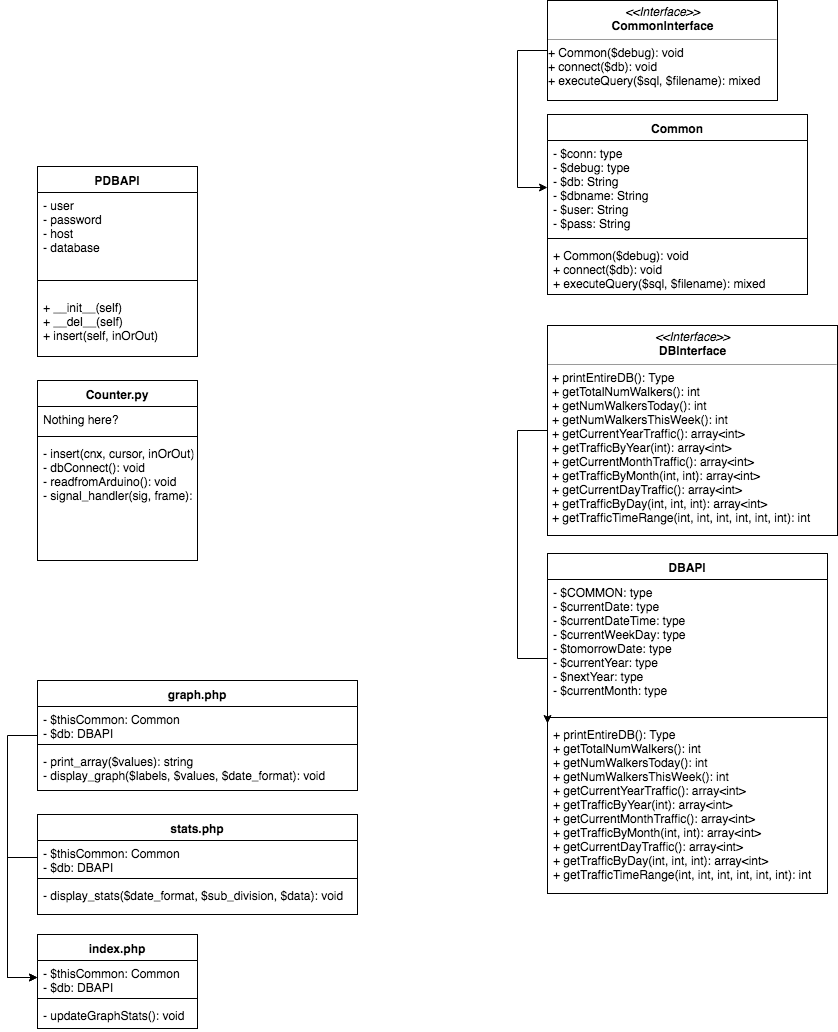 <<Interface>>
CommonInterface
+ Common($debug): void
+ connect($db): void
+ executeQuery($sql, $filename): mixed
Common
- $conn: type
- $debug: type
- $db: String
- $dbname: String
- $user: String
- $pass: String
+ Common($debug): void
+ connect($db): void
+ executeQuery($sql, $filename): mixed
PDBAPI
- user
- password
- host
- database
+ __init__(self)
+ __del__(self)
+ insert(self, inOrOut)
Counter.py
Nothing here?
- insert(cnx, cursor, inOrOut)
- dbConnect(): void
- readfromArduino(): void
- signal_handler(sig, frame):
<<Interface>>
DBInterface
+ printEntireDB(): Type
+ getTotalNumWalkers(): int
+ getNumWalkersToday(): int
+ getNumWalkersThisWeek(): int
+ getCurrentYearTraffic(): array<int>
+ getTrafficByYear(int): array<int>
+ getCurrentMonthTraffic(): array<int>
+ getTrafficByMonth(int, int): array<int>
+ getCurrentDayTraffic(): array<int>
+ getTrafficByDay(int, int, int): array<int>
+ getTrafficTimeRange(int, int, int, int, int, int): int
DBAPI
- $COMMON: type
- $currentDate: type
- $currentDateTime: type
- $currentWeekDay: type
- $tomorrowDate: type
- $currentYear: type
- $nextYear: type
- $currentMonth: type
+ printEntireDB(): Type
+ getTotalNumWalkers(): int
+ getNumWalkersToday(): int
+ getNumWalkersThisWeek(): int
+ getCurrentYearTraffic(): array<int>
+ getTrafficByYear(int): array<int>
+ getCurrentMonthTraffic(): array<int>
+ getTrafficByMonth(int, int): array<int>
+ getCurrentDayTraffic(): array<int>
+ getTrafficByDay(int, int, int): array<int>
+ getTrafficTimeRange(int, int, int, int, int, int): int
graph.php
- $thisCommon: Common
- $db: DBAPI
- print_array($values): string
- display_graph($labels, $values, $date_format): void
stats.php
- $thisCommon: Common
- $db: DBAPI
- display_stats($date_format, $sub_division, $data): void
index.php
- $thisCommon: Common
- $db: DBAPI
- updateGraphStats(): void